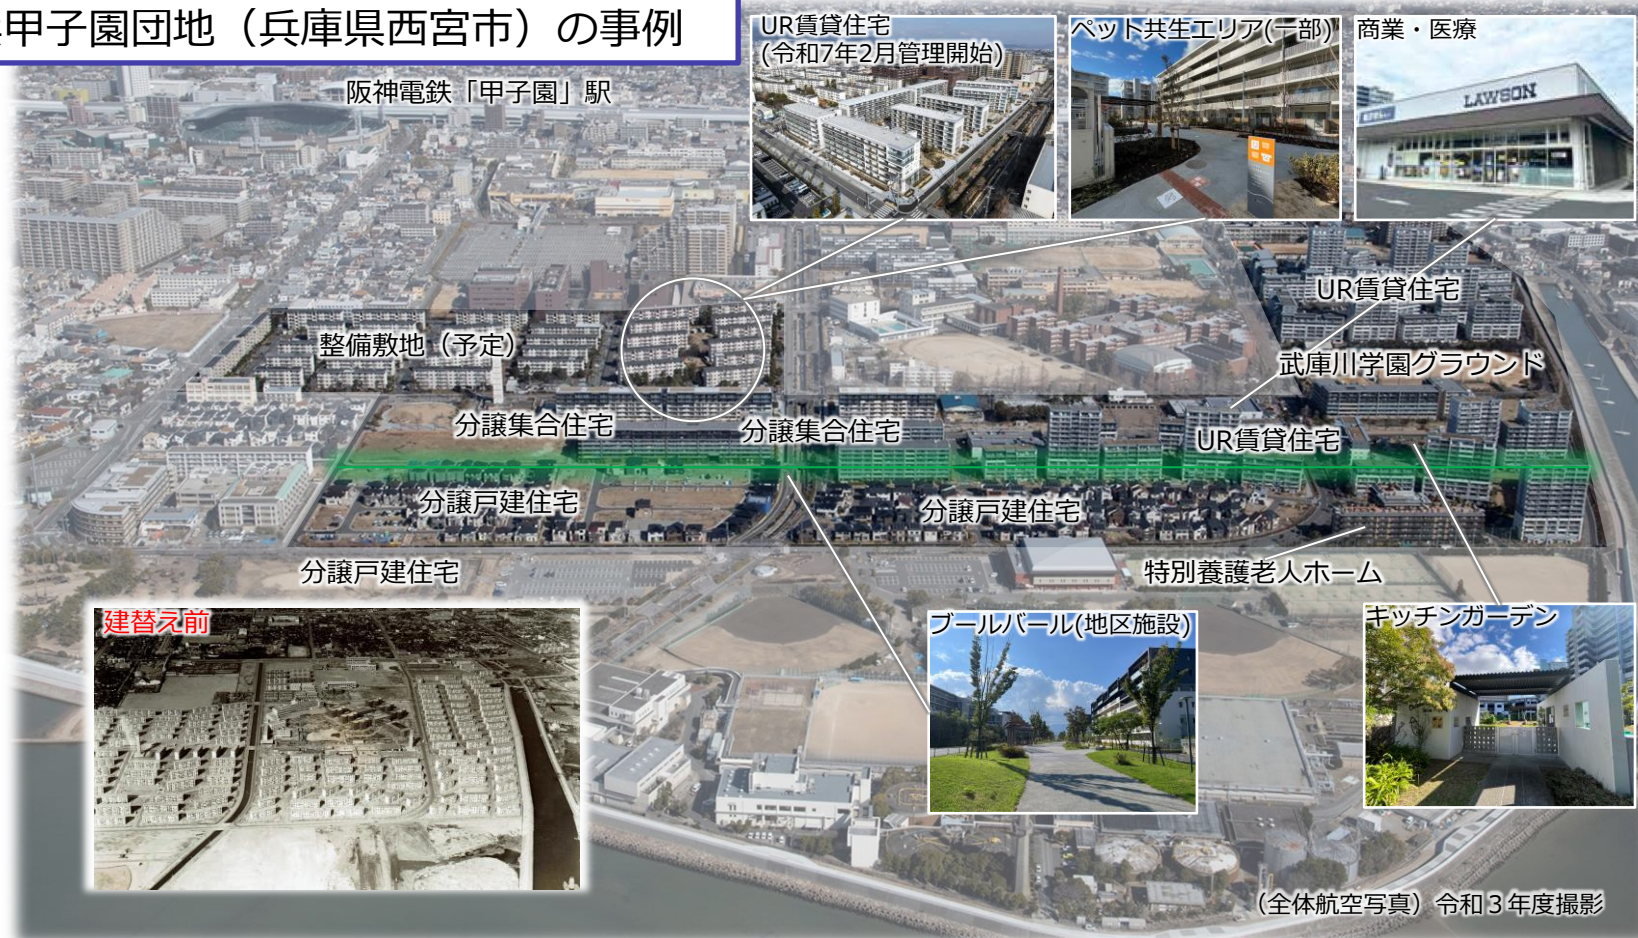 甲子園団地（兵庫県西宮市）の事例
UR賃貸住宅
(令和7年2月管理開始)
ペット共生エリア(一部)
商業・医療
LAWSON
阪神電鉄「甲子園」駅
UR賃貸住宅
整備敷地（予定）
武庫川学園グラウンド
分譲集合住宅
分譲集合住宅
UR賃貸住宅
分譲戸建住宅
分譲戸建住宅
分譲戸建住宅
特別養護老人ホーム
建替え前
ブールバール(地区施設)
キッチンガーデン
（全体航空写真）令和３年度撮影